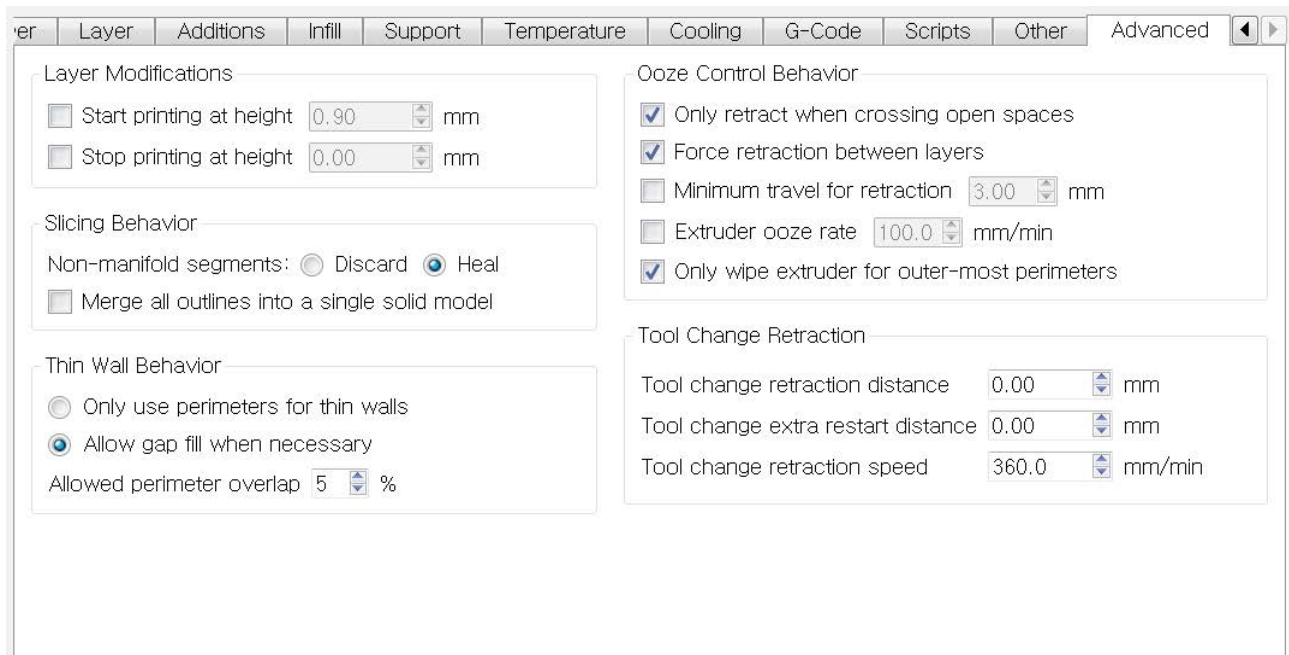 er Layer Additions Infill Support Temperature Cooling G-Code Scripts Other Advanced
Layer Modifications
Start printing at height 0.90 mm
Stop printing at height 0.00 mm
Slicing Behavior
Non-manifold segments: Discard Heal
Merge all outlines into a single solid model
Thin Wall Behavior
Only use perimeters for thin walls
Allow gap fill when necessary
Allowed perimeter overlap 5 %
Ooze Control Behavior
Only retract when crossing open spaces
Force retraction between layers
Minimum travel for retraction 3.00 mm
Extruder ooze rate 100.0 mm/min
Only wipe extruder for outer-most perimeters
Tool Change Retraction
Tool change retraction distance 0.00 mm
Tool change extra restart distance 0.00 mm
Tool change retraction speed 360.0 mm/min